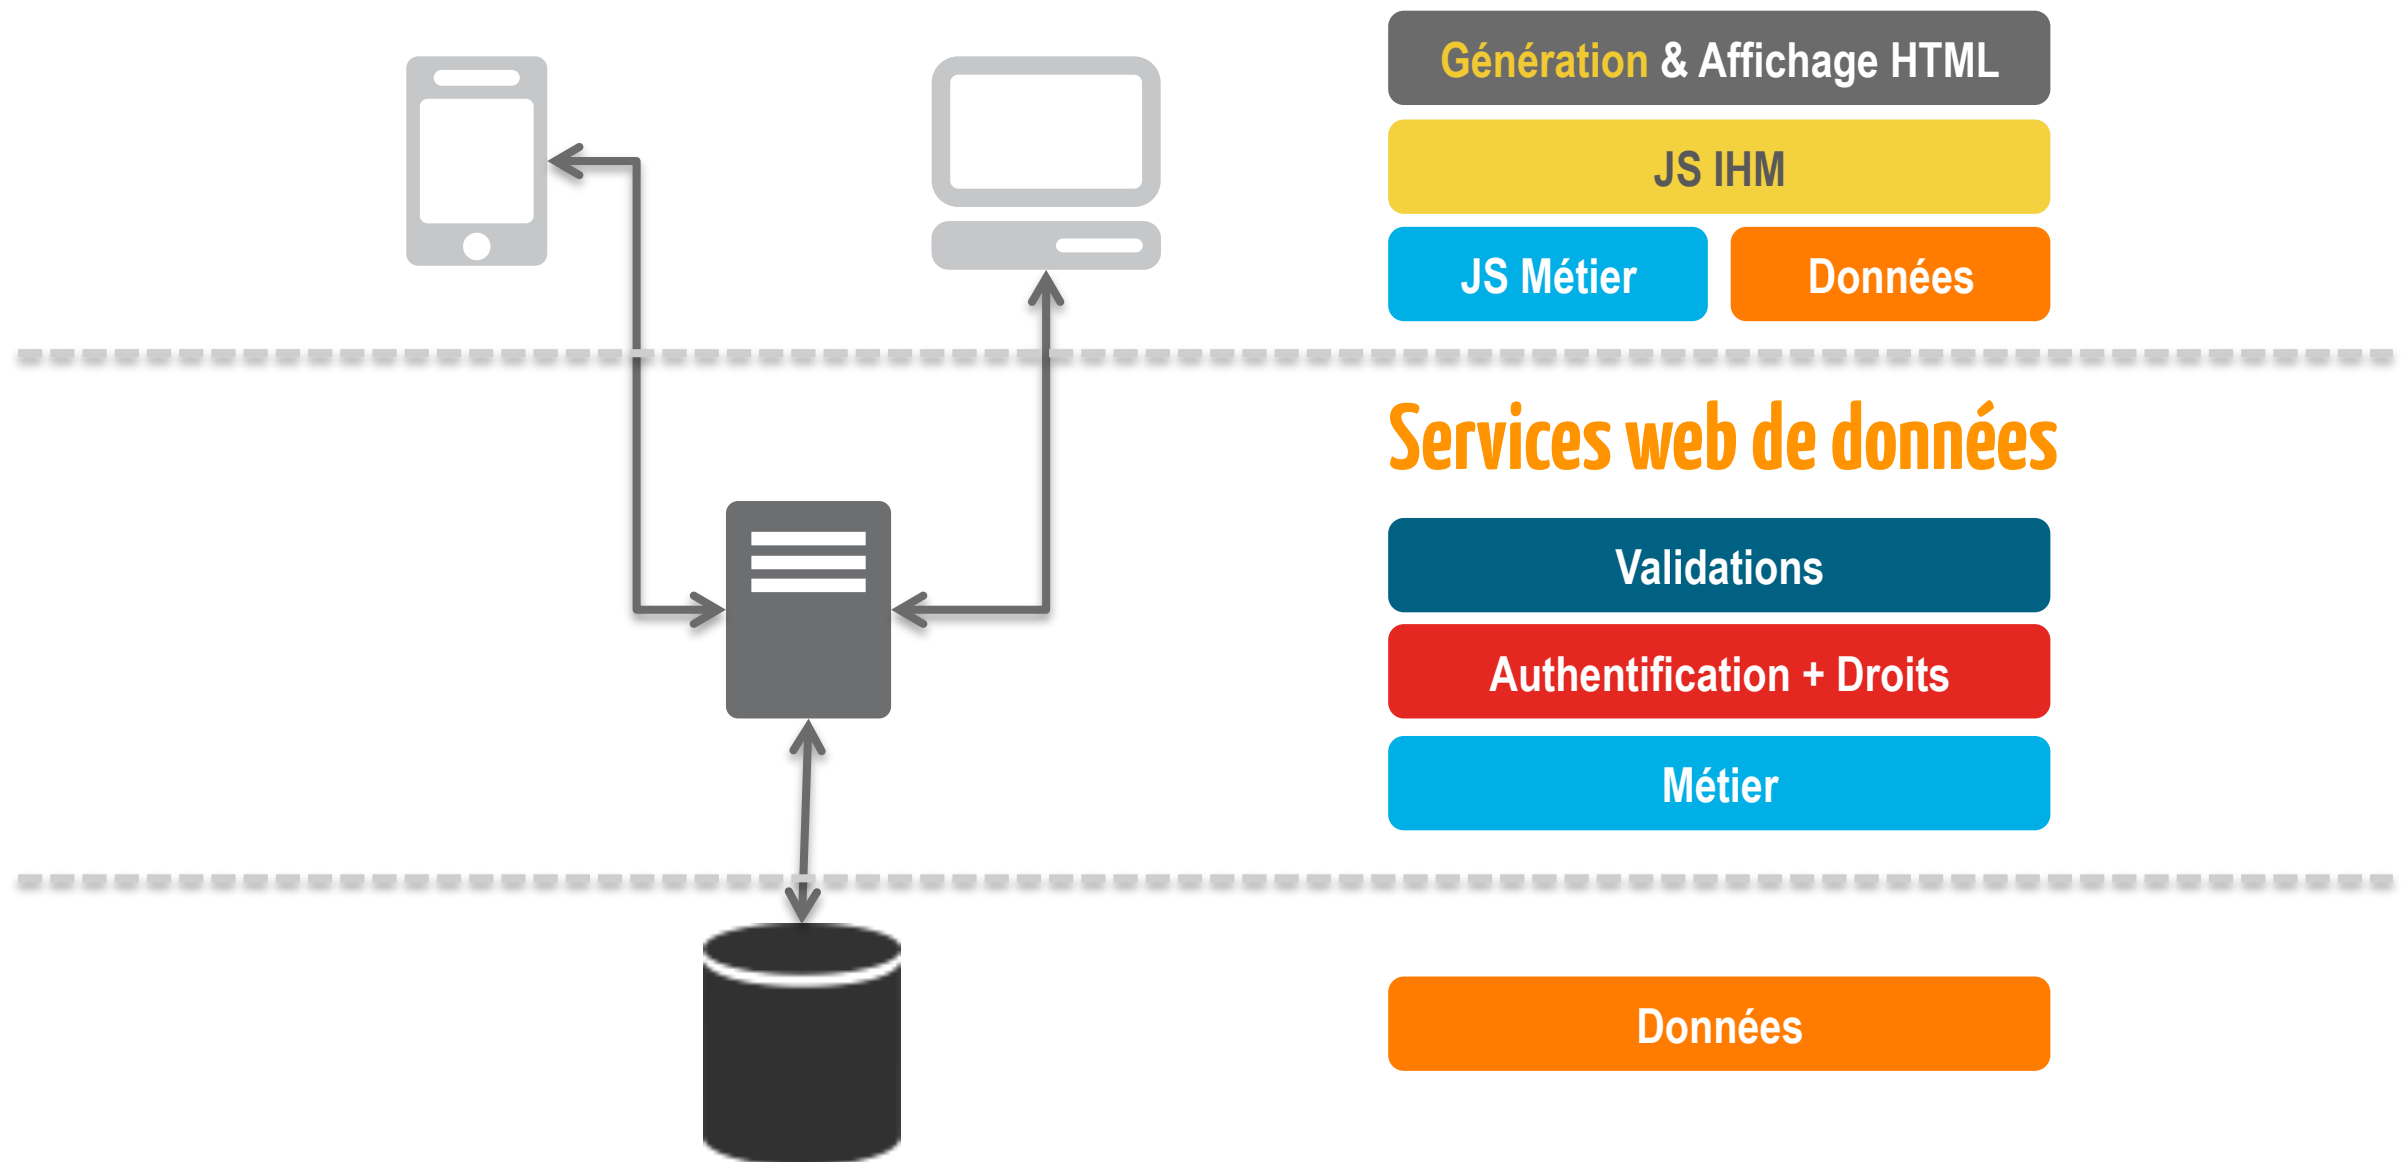 Génération & Affichage HTML
JS IHM
JS Métier
Données
Services web de données
Validations
Authentification + Droits
Métier
Données